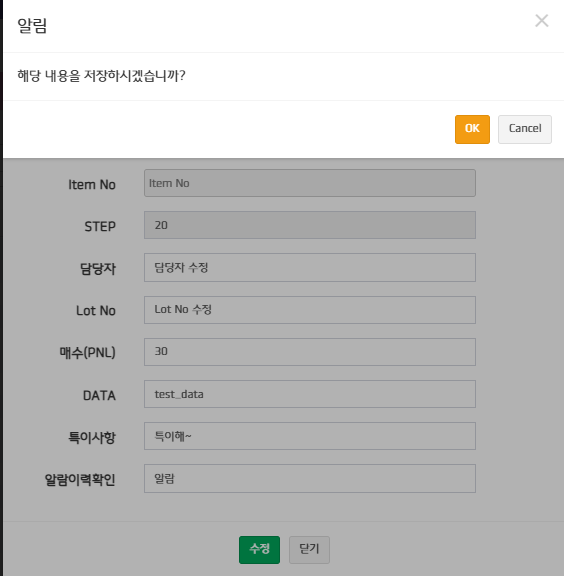 알림
×
해당 내용을 저장하시겠습니까?
OK Cancel
Item No Item No
STEP 20
담당자 담당자 수정
Lot No Lot No 수정
매수(PNL) 30
DATA test_data
특이사항 특이해~
알람이력확인 알람
수정 닫기